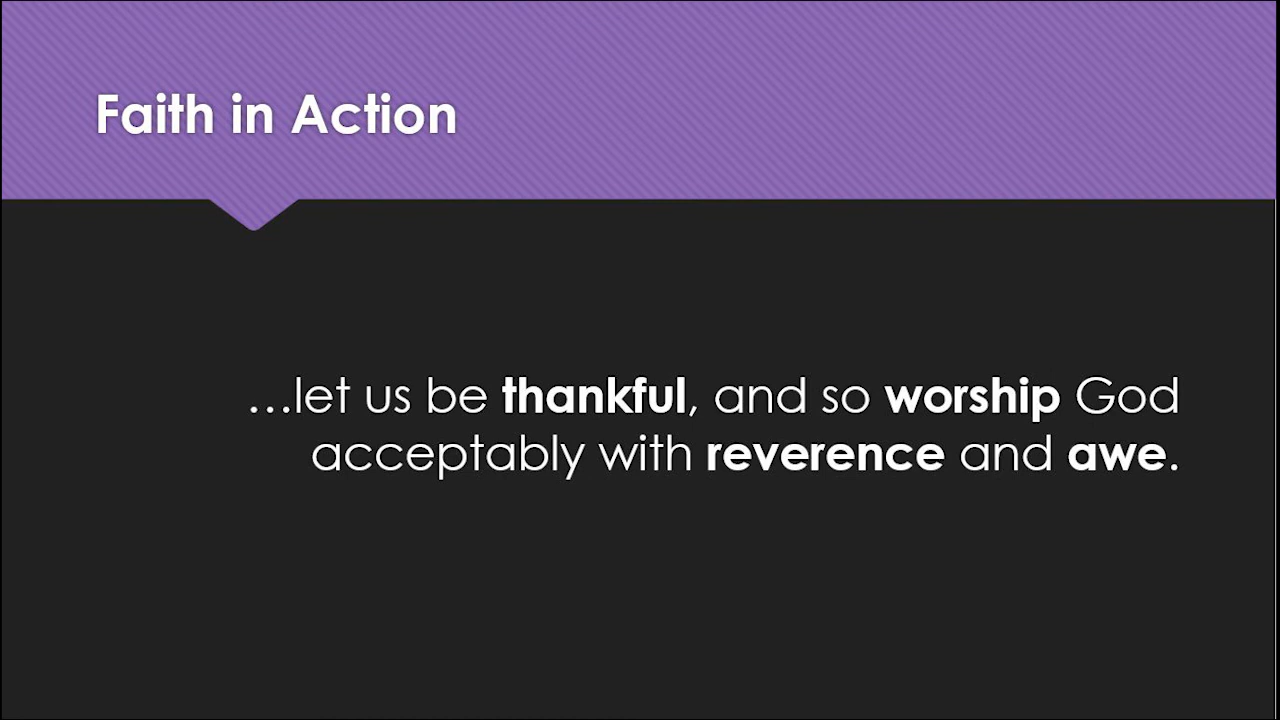 Faith in Action
…let us be thankful, and so worship God
acceptably with reverence and awe.